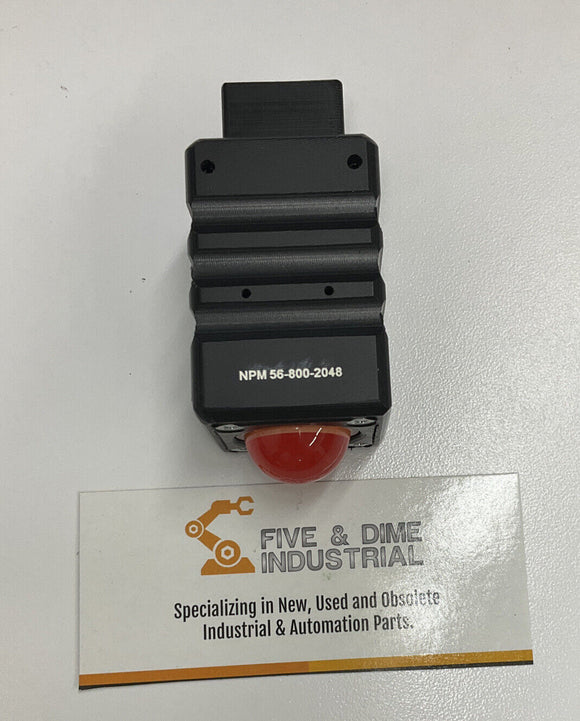 NPM 56-800-2048
FIVE & DIME
INDUSTRIAL
Specializing in New, Used and Obsolete
Industrial & Automation Parts.